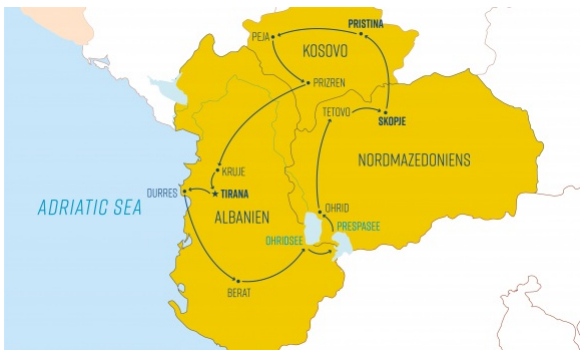 PRISTINA
PEJA
KOSOVO
PRIZREN
TETOVO
SKOPJE
NORDMAZEDONIENS
KRUJE
DURRES
TIRANA
ADRIATIC SEA
ALBANIEN
OHRID
PRESPASEE
OHRIDSEE
BERAT